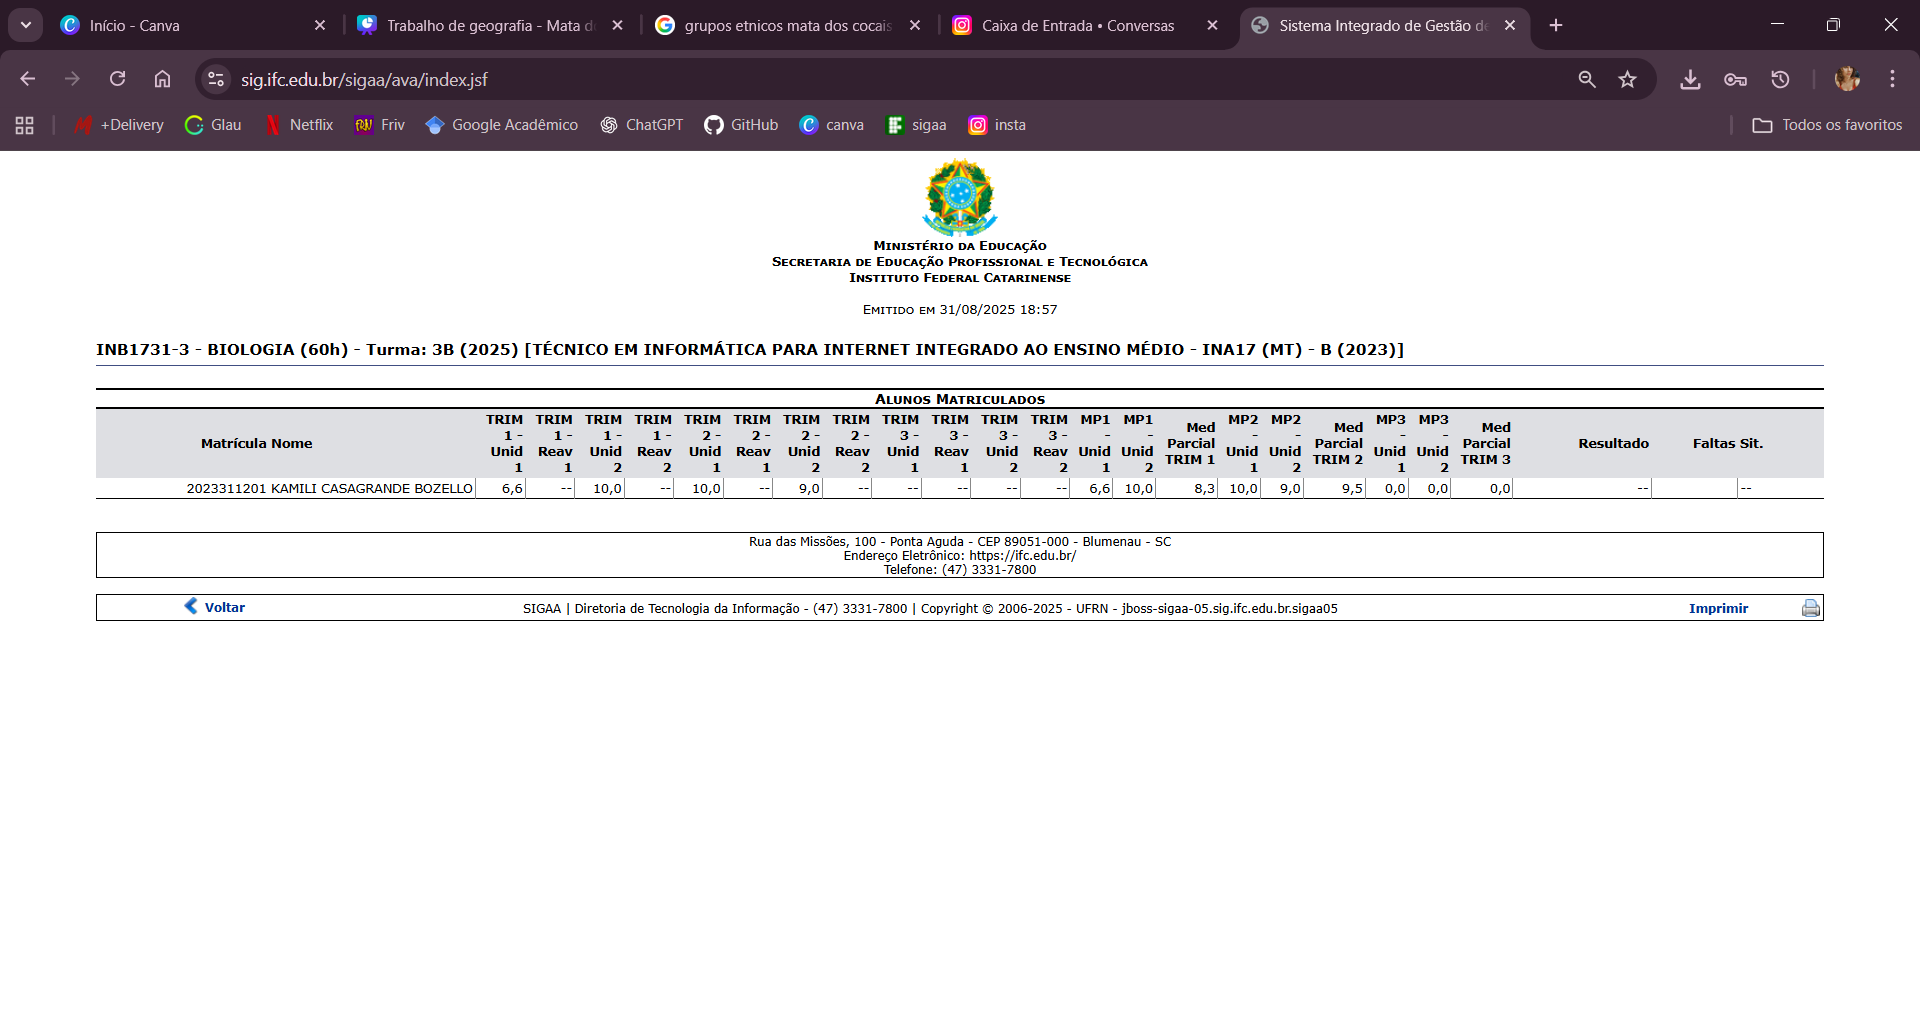 Início - Canva
Trabalho de geografia - Mata d
grupos etnicos mata dos cocais
Caixa de Entrada • Conversas
Sistema Integrado de Gestão de
sig.ifc.edu.br/sigaa/ava/index.jsf
+Delivery
Glau
Netflix
Friv
Google Acadêmico
ChatGPT
GitHub
canva
sigaa
insta
Todos os favoritos
Ministério da Educação
Secretaria de Educação Profissional e Tecnológica
Instituto Federal Catarinense
Emitido em 31/08/2025 18:57
INB1731-3 - BIOLOGIA (60h) - Turma: 3B (2025) [TÉCNICO EM INFORMÁTICA PARA INTERNET INTEGRADO AO ENSINO MÉDIO - INA17 (MT) - B (2023)]
Alunos Matriculados
Matrícula Nome TRIM 1 - Unid 1 TRIM 1 - Reav 1 TRIM 1 - Unid 2 TRIM 1 - Reav 2 TRIM 2 - Unid 1 TRIM 2 - Reav 1 TRIM 2 - Unid 2 TRIM 2 - Reav 2 TRIM 3 - Unid 1 TRIM 3 - Reav 1 TRIM 3 - Unid 2 TRIM 3 - Reav 2 MP1 - Unid 1 MP1 - Unid 2 Med Parcial TRIM 1 MP2 - Unid 1 MP2 - Unid 2 Med Parcial TRIM 2 MP3 - Unid 1 MP3 - Unid 2 Med Parcial TRIM 3 Resultado Faltas Sit.
2023311201 KAMILI CASAGRANDE BOZELLO 6,6 -- 10,0 -- 10,0 -- 9,0 -- -- -- -- -- 6,6 10,0 8,3 10,0 9,0 9,5 0,0 0,0 0,0 -- --
Rua das Missões, 100 - Ponta Aguda - CEP 89051-000 - Blumenau - SC
Endereço Eletrônico: https://ifc.edu.br/
Telefone: (47) 3331-7800
Voltar
SIGAA | Diretoria de Tecnologia da Informação - (47) 3331-7800 | Copyright © 2006-2025 - UFRN - jboss-sigaa-05.sig.ifc.edu.br.sigaa05
Imprimir